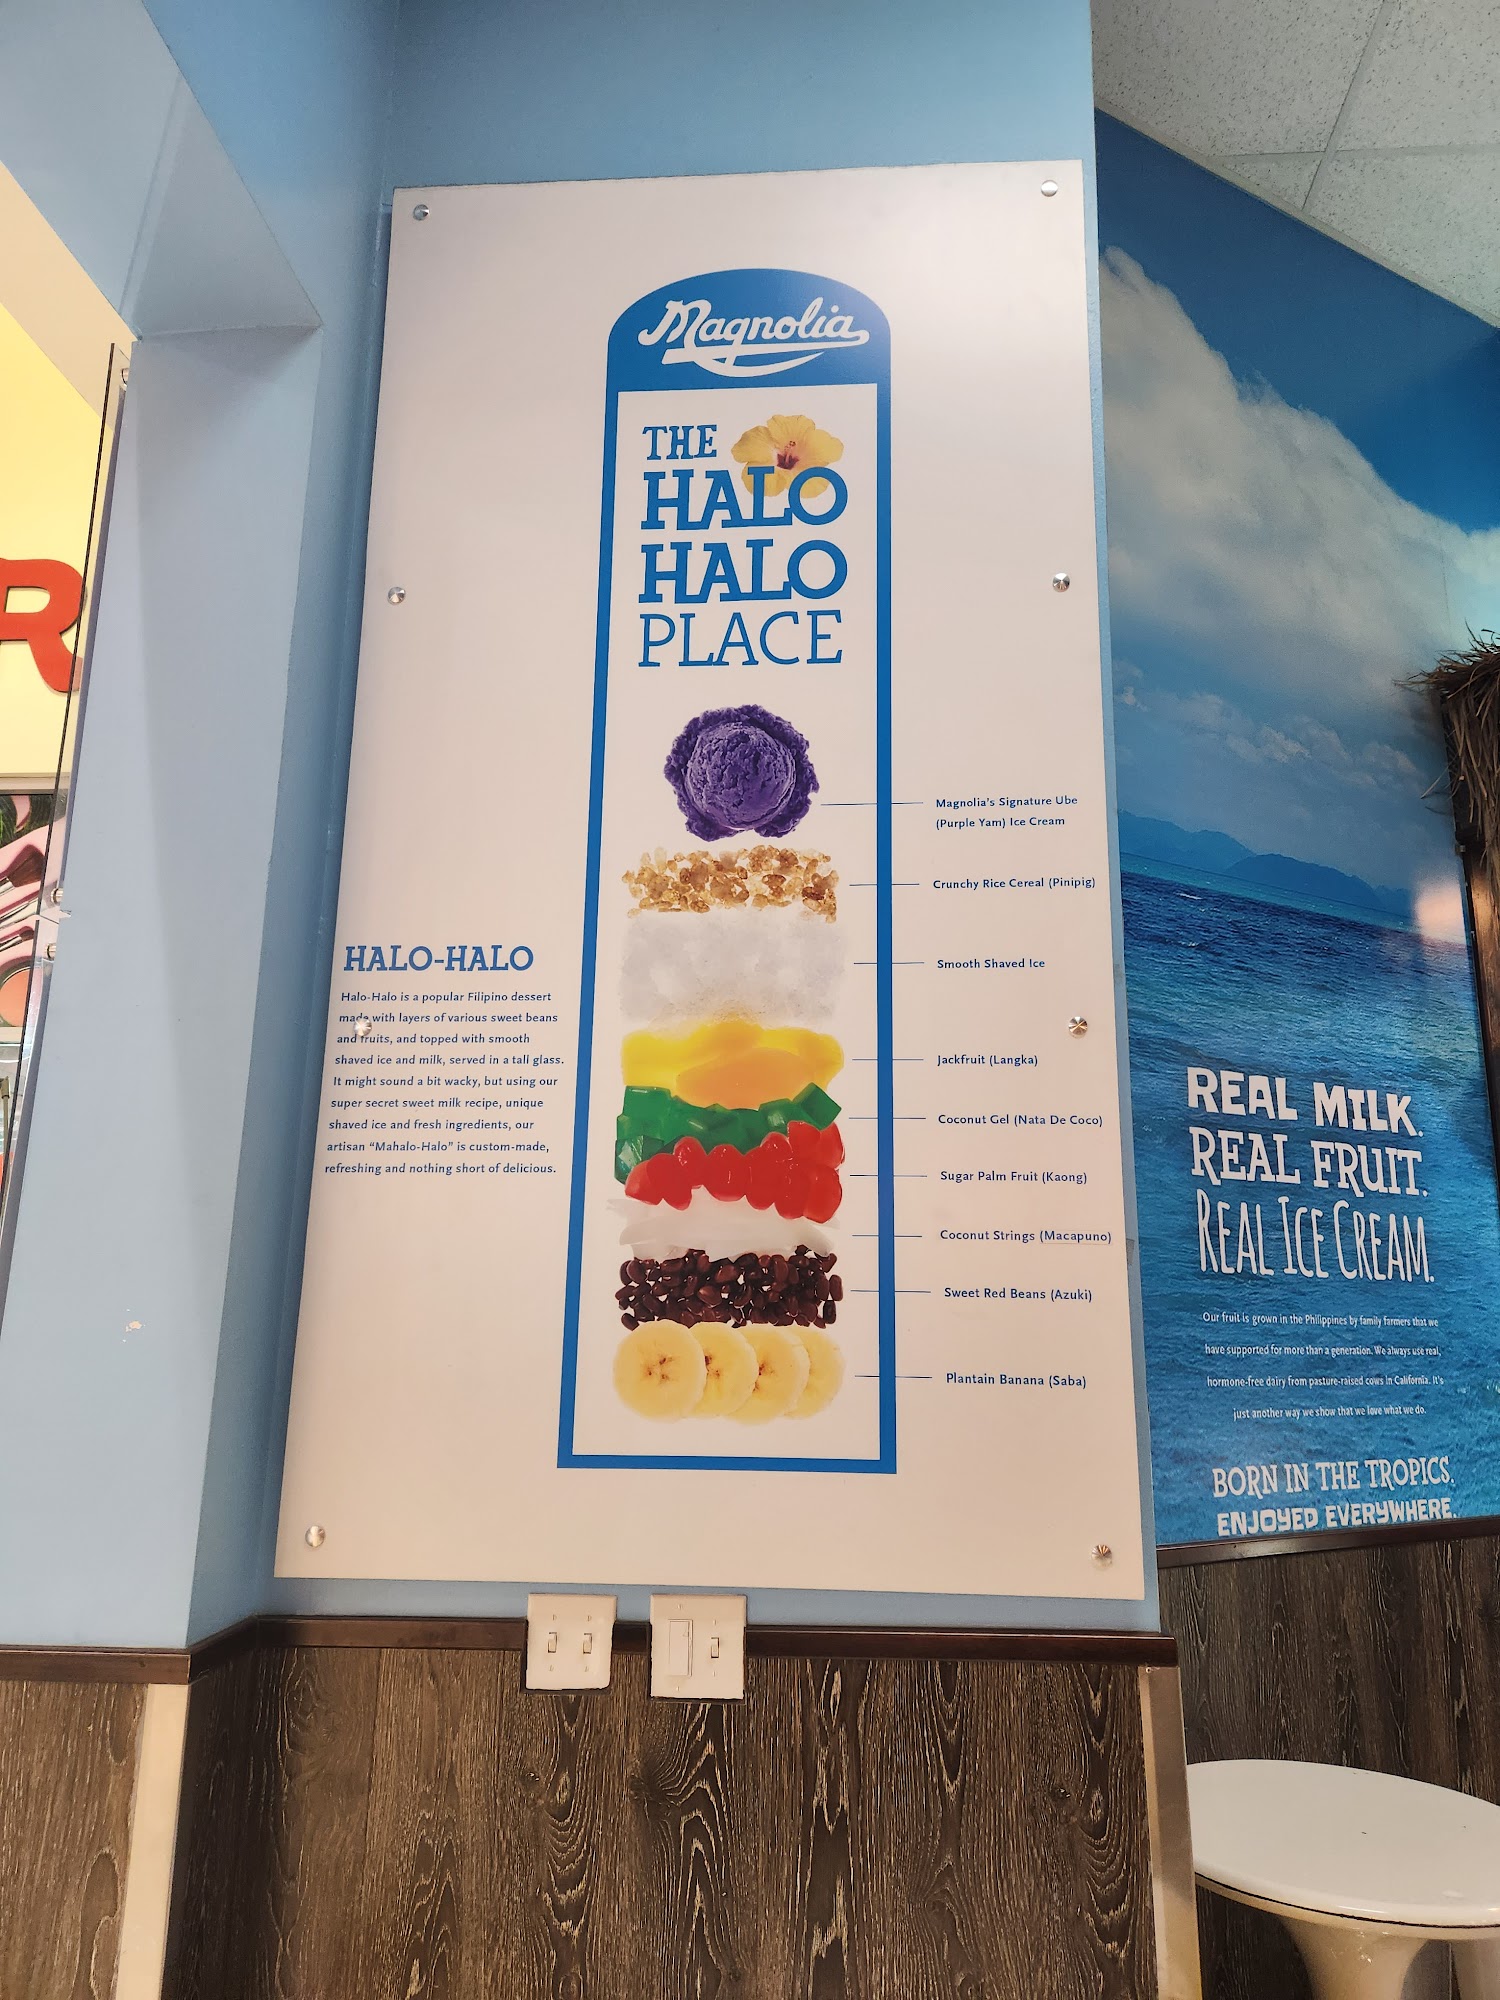 Magnolia
THE
HALO
HALO
PLACE
Magnolia's Signature Ube
(Purple Yam) Ice Cream
Crunchy Rice Cereal (Pinipig)
Smooth Shaved Ice
Jackfruit (Langka)
Coconut Gel (Nata De Coco)
Sugar Palm Fruit (Kaong)
Coconut Strings (Macapuno)
Sweet Red Beans (Azuki)
Plantain Banana (Saba)
HALO-HALO
Halo-Halo is a popular Filipino dessert
made with layers of various sweet beans
and fruits, and topped with smooth
shaved ice and milk, served in a tall glass.
It might sound a bit wacky, but using our
super secret sweet milk recipe, unique
shaved ice and fresh ingredients, our
artisan “Mahalo-Halo” is custom-made,
refreshing and nothing short of delicious.
REAL MILK.
REAL FRUIT.
REAL ICE CREAM.
Our fruit is grown in the Philippines by family farmers that we
have supported for more than a generation. We always use real,
hormone-free dairy from pasture-raised cows in California. It's
just another way we show that we love what we do.
BORN IN THE TROPICS.
ENJOYED EVERYWHERE.
R